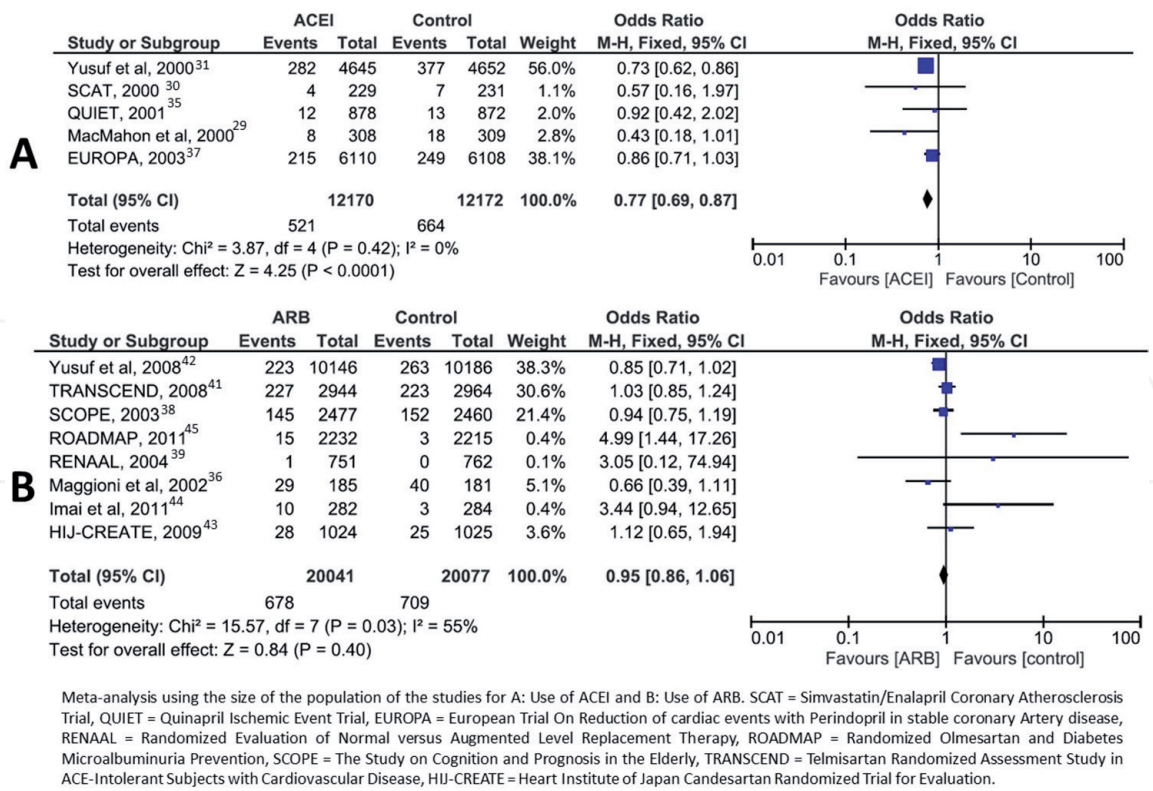 ACEI Control Odds Ratio Odds Ratio
Study or Subgroup Events Total Events Total Weight M-H, Fixed, 95% CI M-H, Fixed, 95% CI
Yusuf et al, 2000³¹ 282 4645 377 4652 56.0% 0.73 [0.62, 0.86]
SCAT, 2000 ³⁰ 4 229 7 231 1.1% 0.57 [0.16, 1.97]
QUIET, 2001³⁵ 12 878 13 872 2.0% 0.92 [0.42, 2.02]
MacMahon et al, 2000²⁹ 8 308 18 309 2.8% 0.43 [0.18, 1.01]
A
EUROPA, 2003³⁷ 215 6110 249 6108 38.1% 0.86 [0.71, 1.03]
Total (95% CI) 12170 12172 100.0% 0.77 [0.69, 0.87]
Total events 521 664
Heterogeneity: Chi² = 3.87, df = 4 (P = 0.42); I² = 0%
Test for overall effect: Z = 4.25 (P < 0.0001)
0.01 0.1 1 10 100
Favours [ACEI] Favours [Control]
ARB Control Odds Ratio Odds Ratio
Study or Subgroup Events Total Events Total Weight M-H, Fixed, 95% CI M-H, Fixed, 95% CI
Yusuf et al, 2008⁴² 223 10146 263 10186 38.3% 0.85 [0.71, 1.02]
TRANSCEND, 2008⁴¹ 227 2944 223 2964 30.6% 1.03 [0.85, 1.24]
SCOPE, 2003³⁸ 145 2477 152 2460 21.4% 0.94 [0.75, 1.19]
ROADMAP, 2011⁴⁵ 15 2232 3 2215 0.4% 4.99 [1.44, 17.26]
RENAAL, 2004³⁹ 1 751 0 762 0.1% 3.05 [0.12, 74.94]
B
Maggioni et al, 2002³⁶ 29 185 40 181 5.1% 0.66 [0.39, 1.11]
Imai et al, 2011⁴⁴ 10 282 3 284 0.4% 3.44 [0.94, 12.65]
HIJ-CREATE, 2009⁴³ 28 1024 25 1025 3.6% 1.12 [0.65, 1.94]
Total (95% CI) 20041 20077 100.0% 0.95 [0.86, 1.06]
Total events 678 709
Heterogeneity: Chi² = 15.57, df = 7 (P = 0.03); I² = 55%
Test for overall effect: Z = 0.84 (P = 0.40)
0.01 0.1 1 10 100
Favours [ARB] Favours [control]
Meta-analysis using the size of the population of the studies for A: Use of ACEI and B: Use of ARB. SCAT = Simvastatin/Enalapril Coronary Atherosclerosis
Trial, QUIET = Quinapril Ischemic Event Trial, EUROPA = European Trial On Reduction of cardiac events with Perindopril in stable coronary Artery disease,
RENAAL = Randomized Evaluation of Normal versus Augmented Level Replacement Therapy, ROADMAP = Randomized Olmesartan and Diabetes
Microalbuminuria Prevention, SCOPE = The Study on Cognition and Prognosis in the Elderly, TRANSCEND = Telmisartan Randomized Assessment Study in
ACE-Intolerant Subjects with Cardiovascular Disease, HIJ-CREATE = Heart Institute of Japan Candesartan Randomized Trial for Evaluation.